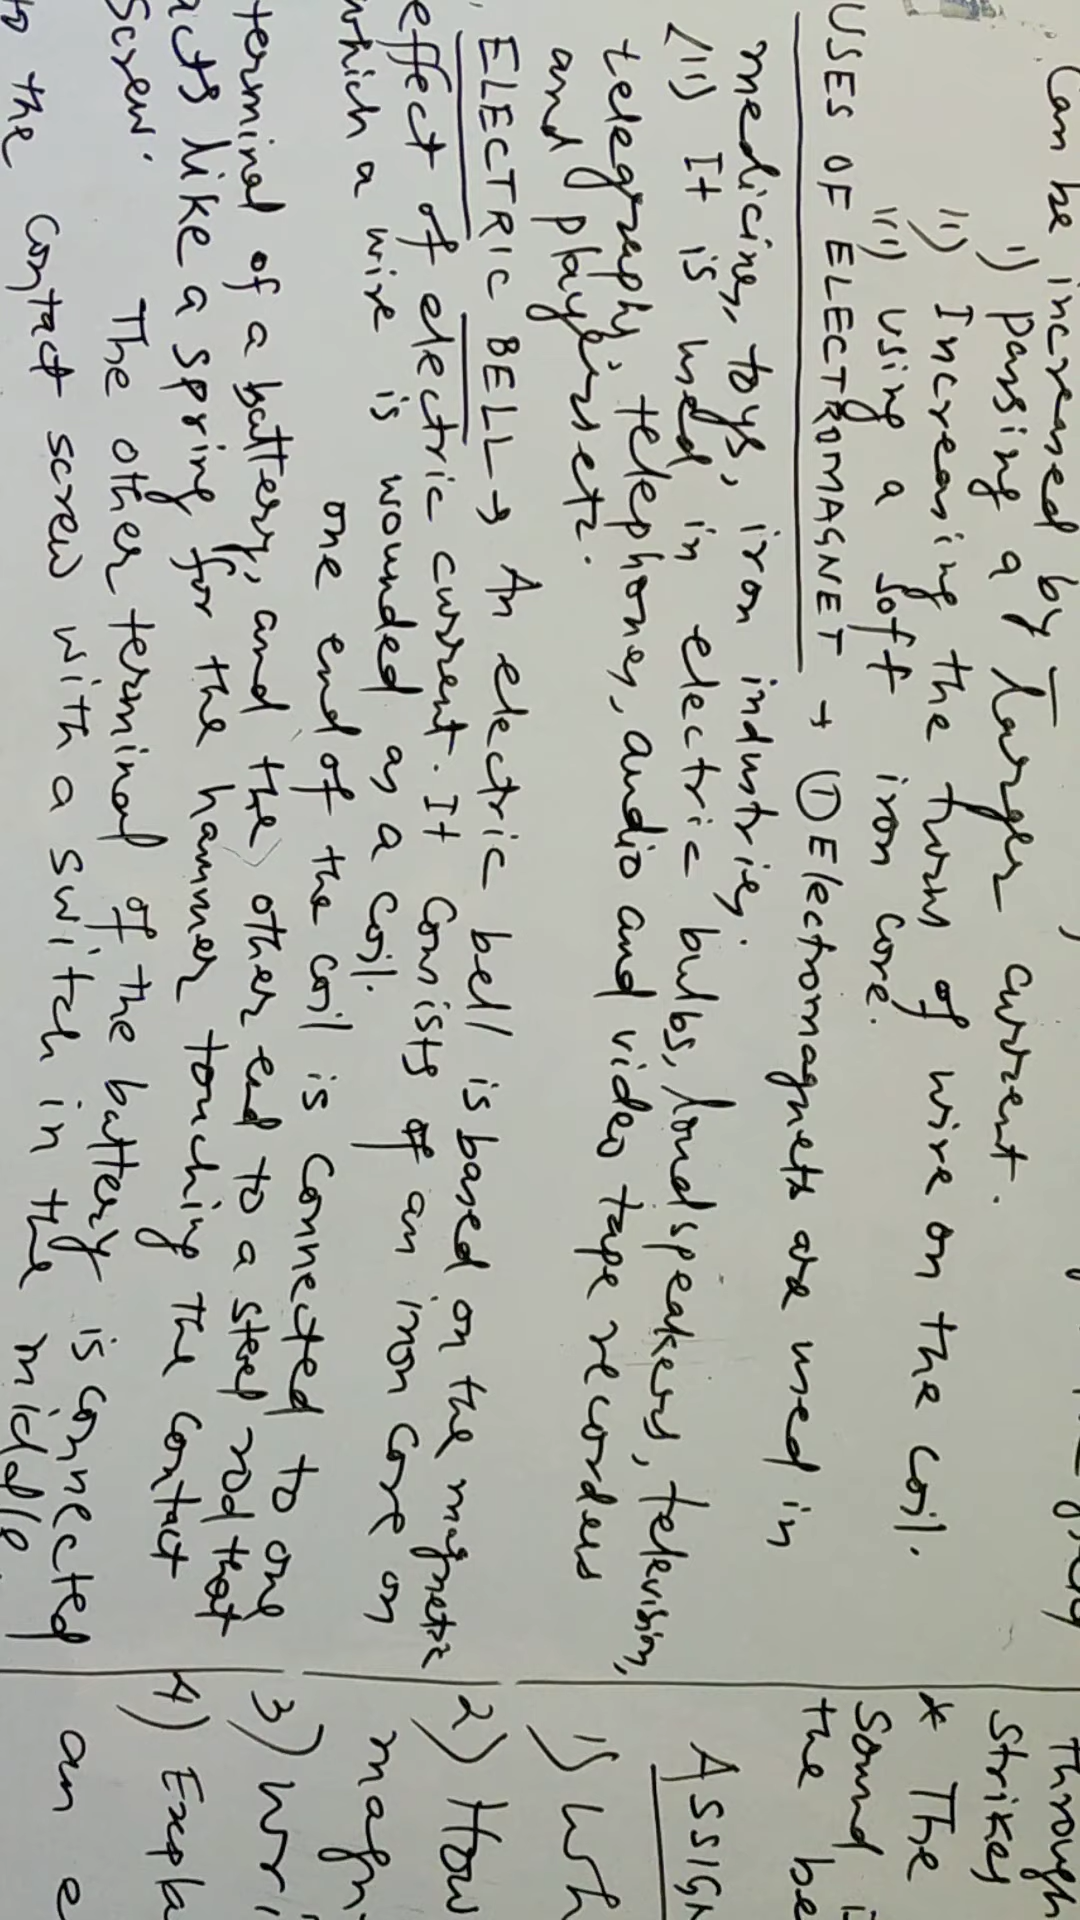 Can be increased by -
i) passing a larger current.
ii) Increasing the turns of wire on the coil.
iii) using a soft iron core.
USES OF ELECTROMAGNET → ① Electromagnets are used in
medicines, toys, iron industries.
(ii) It is used in electric bulbs, loudspeakers, television,
telegraphs, telephones, audio and video tape recorders
and players etc.
ELECTRIC BELL → An electric bell is based on the magnetic
effect of electric current. It consists of an iron core on
which a wire is wounded as a coil.
one end of the coil is connected to one
terminal of a battery, and the other end to a steel rod that
acts like a spring for the hammer touching the contact
screw.
The other terminal of the battery is connected
to the contact screw with a switch in the middle.
through
strikes
* The
Sound i
the be
ASSIGN
1) Wh
2) How
magn
3) Wri
4) Expla
an e